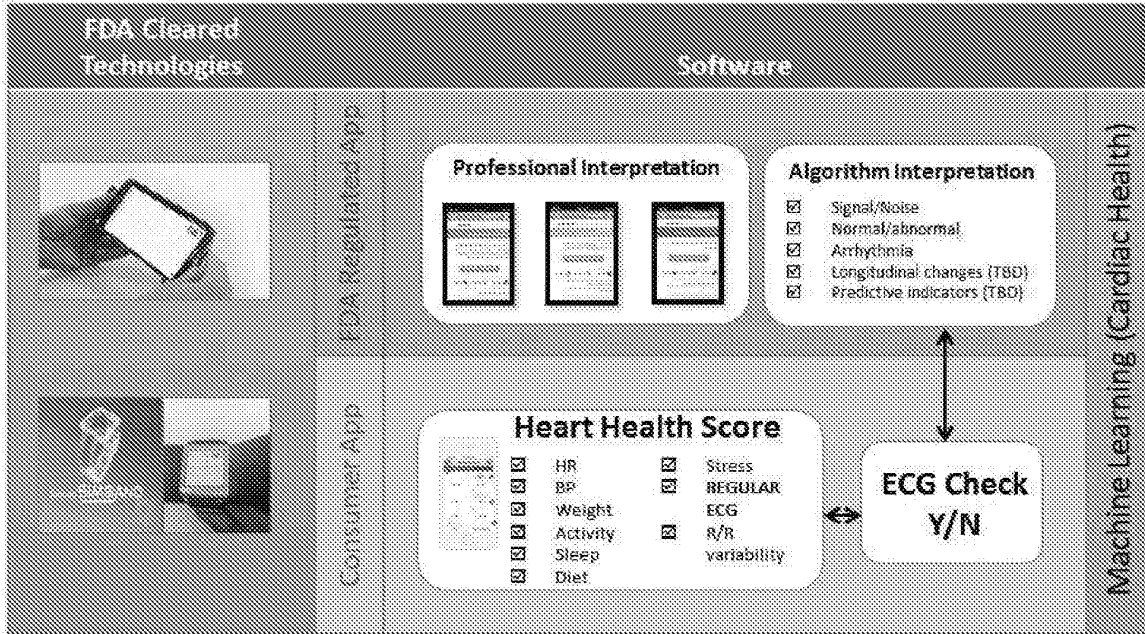 FDA Cleared
Technologies
Software
FDA Regulated App
Professional Interpretation
Algorithm Interpretation
Signal/Noise
Normal/abnormal
Arrhythmia
Longitudinal changes (TBD)
Predictive indicators (TBD)
Consumer App
Heart Health Score
HR
BP
Weight
Activity
Sleep
Diet
Stress
REGULAR
ECG
R/R
variability
ECG Check
Y/N
Machine Learning (Cardiac Health)